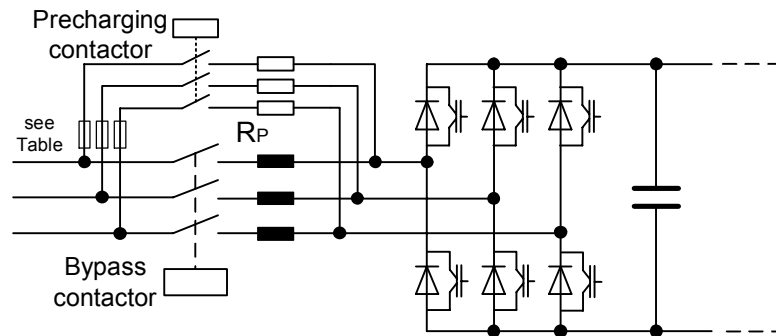 Precharging
contactor
see
Table
RP
Bypass
contactor